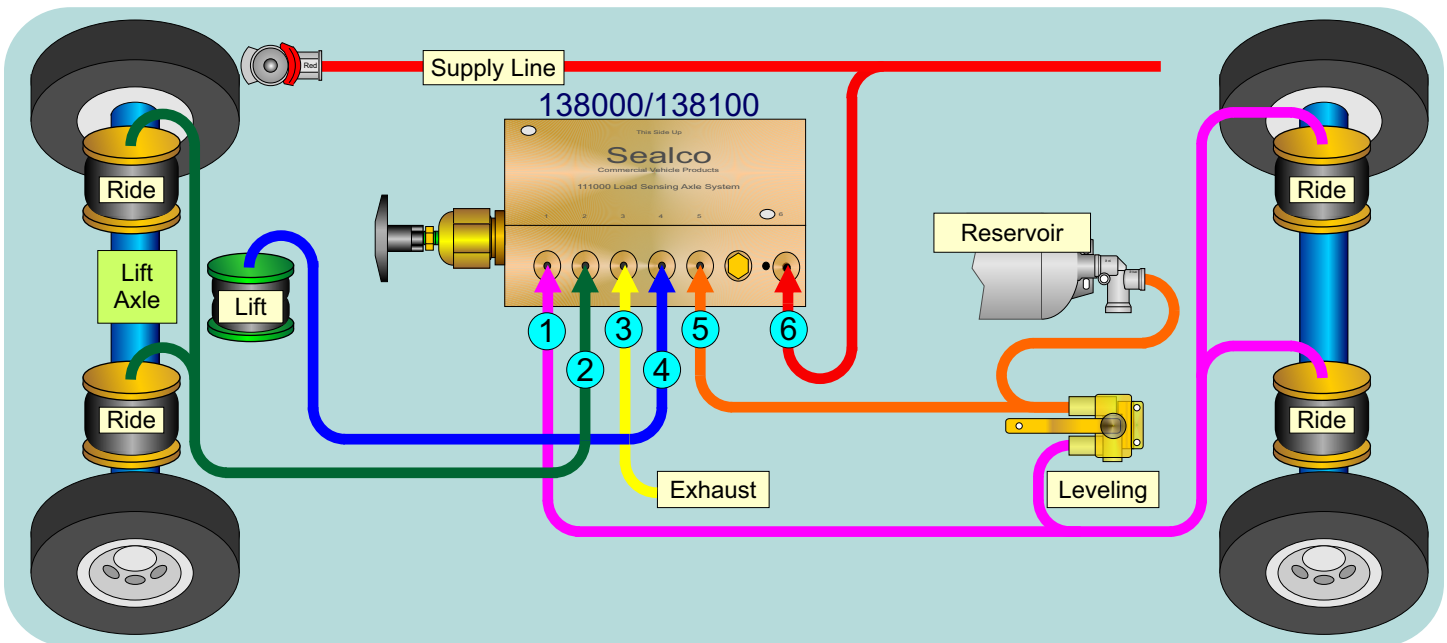 Red
Supply Line
138000/138100
This Side Up
Sealco
Commercial Vehicle Products
111000 Load Sensing Axle System
1 2 3 4 5 6
Ride
Ride
Reservoir
Lift
Axle
Lift
1
3
5
6
2
4
Ride
Ride
Exhaust
Leveling